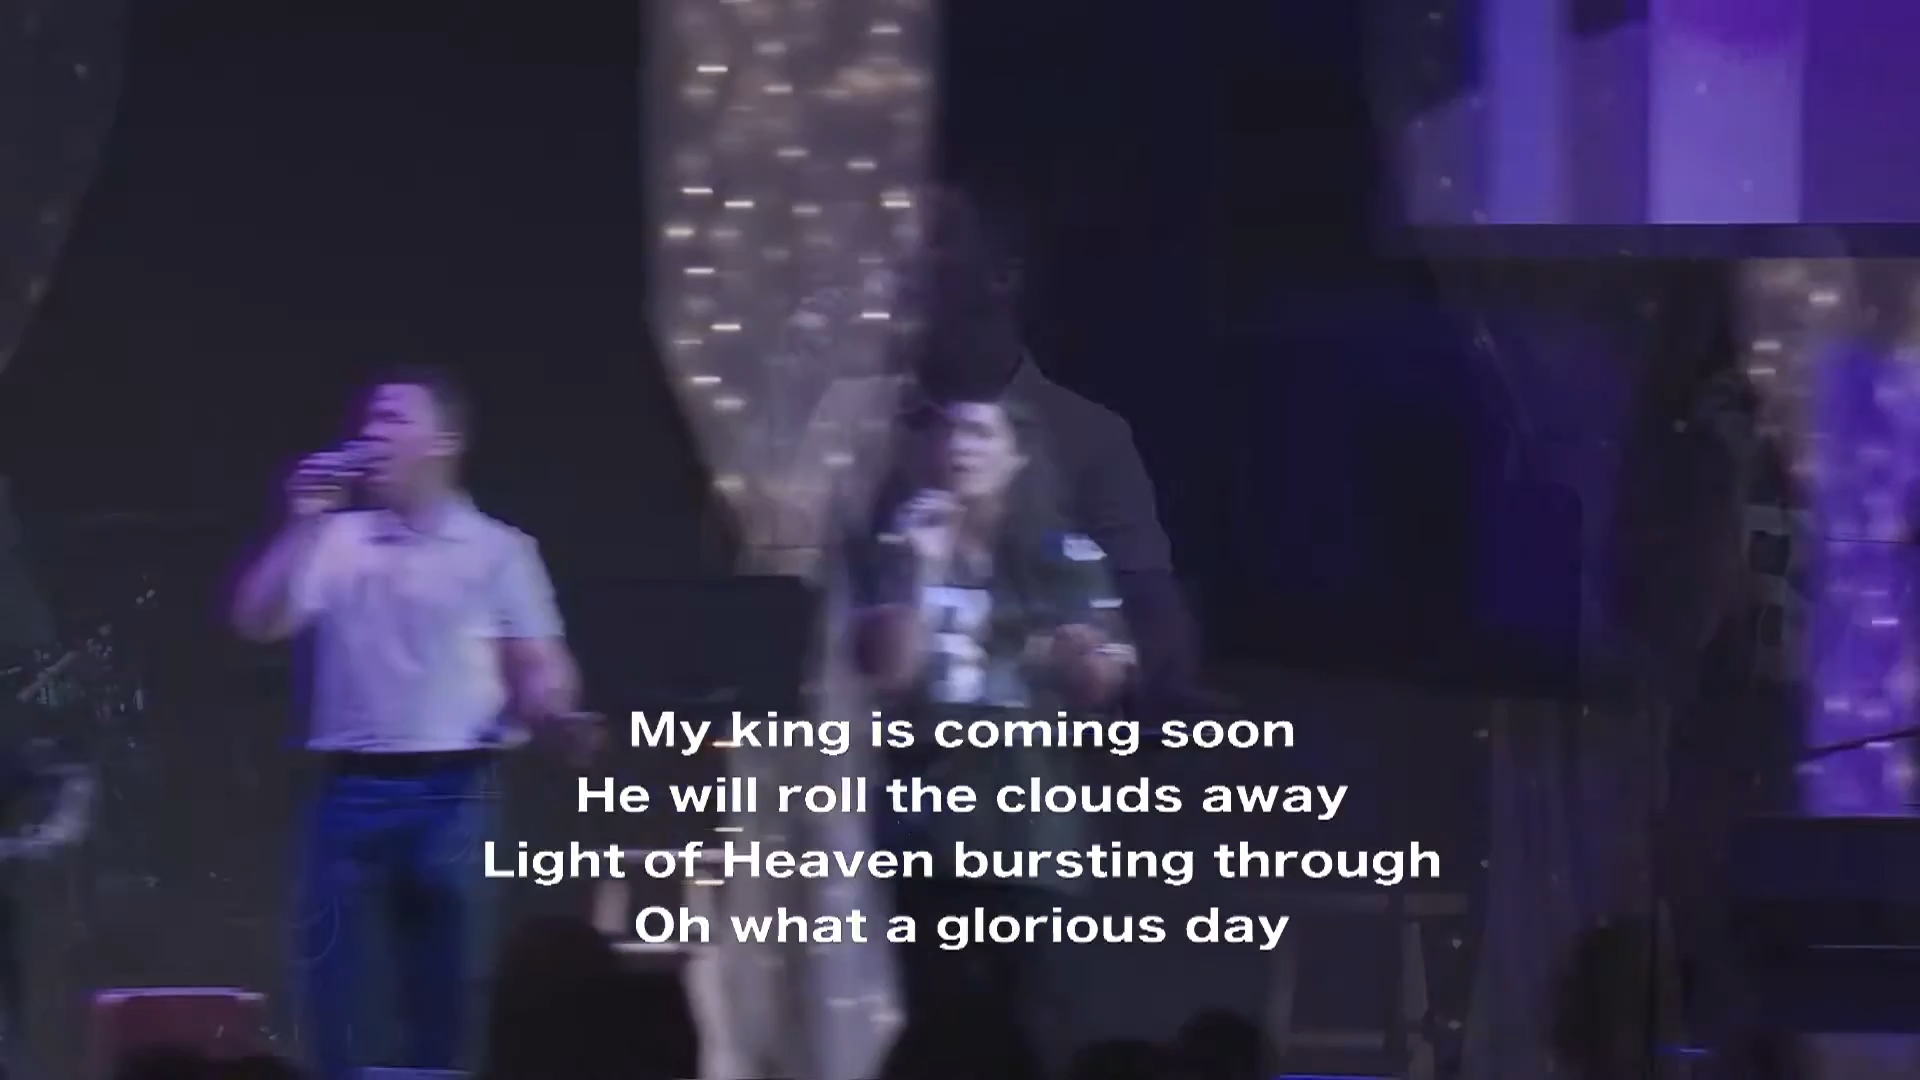 My king is coming soon
He will roll the clouds away
Light of Heaven bursting through
Oh what a glorious day